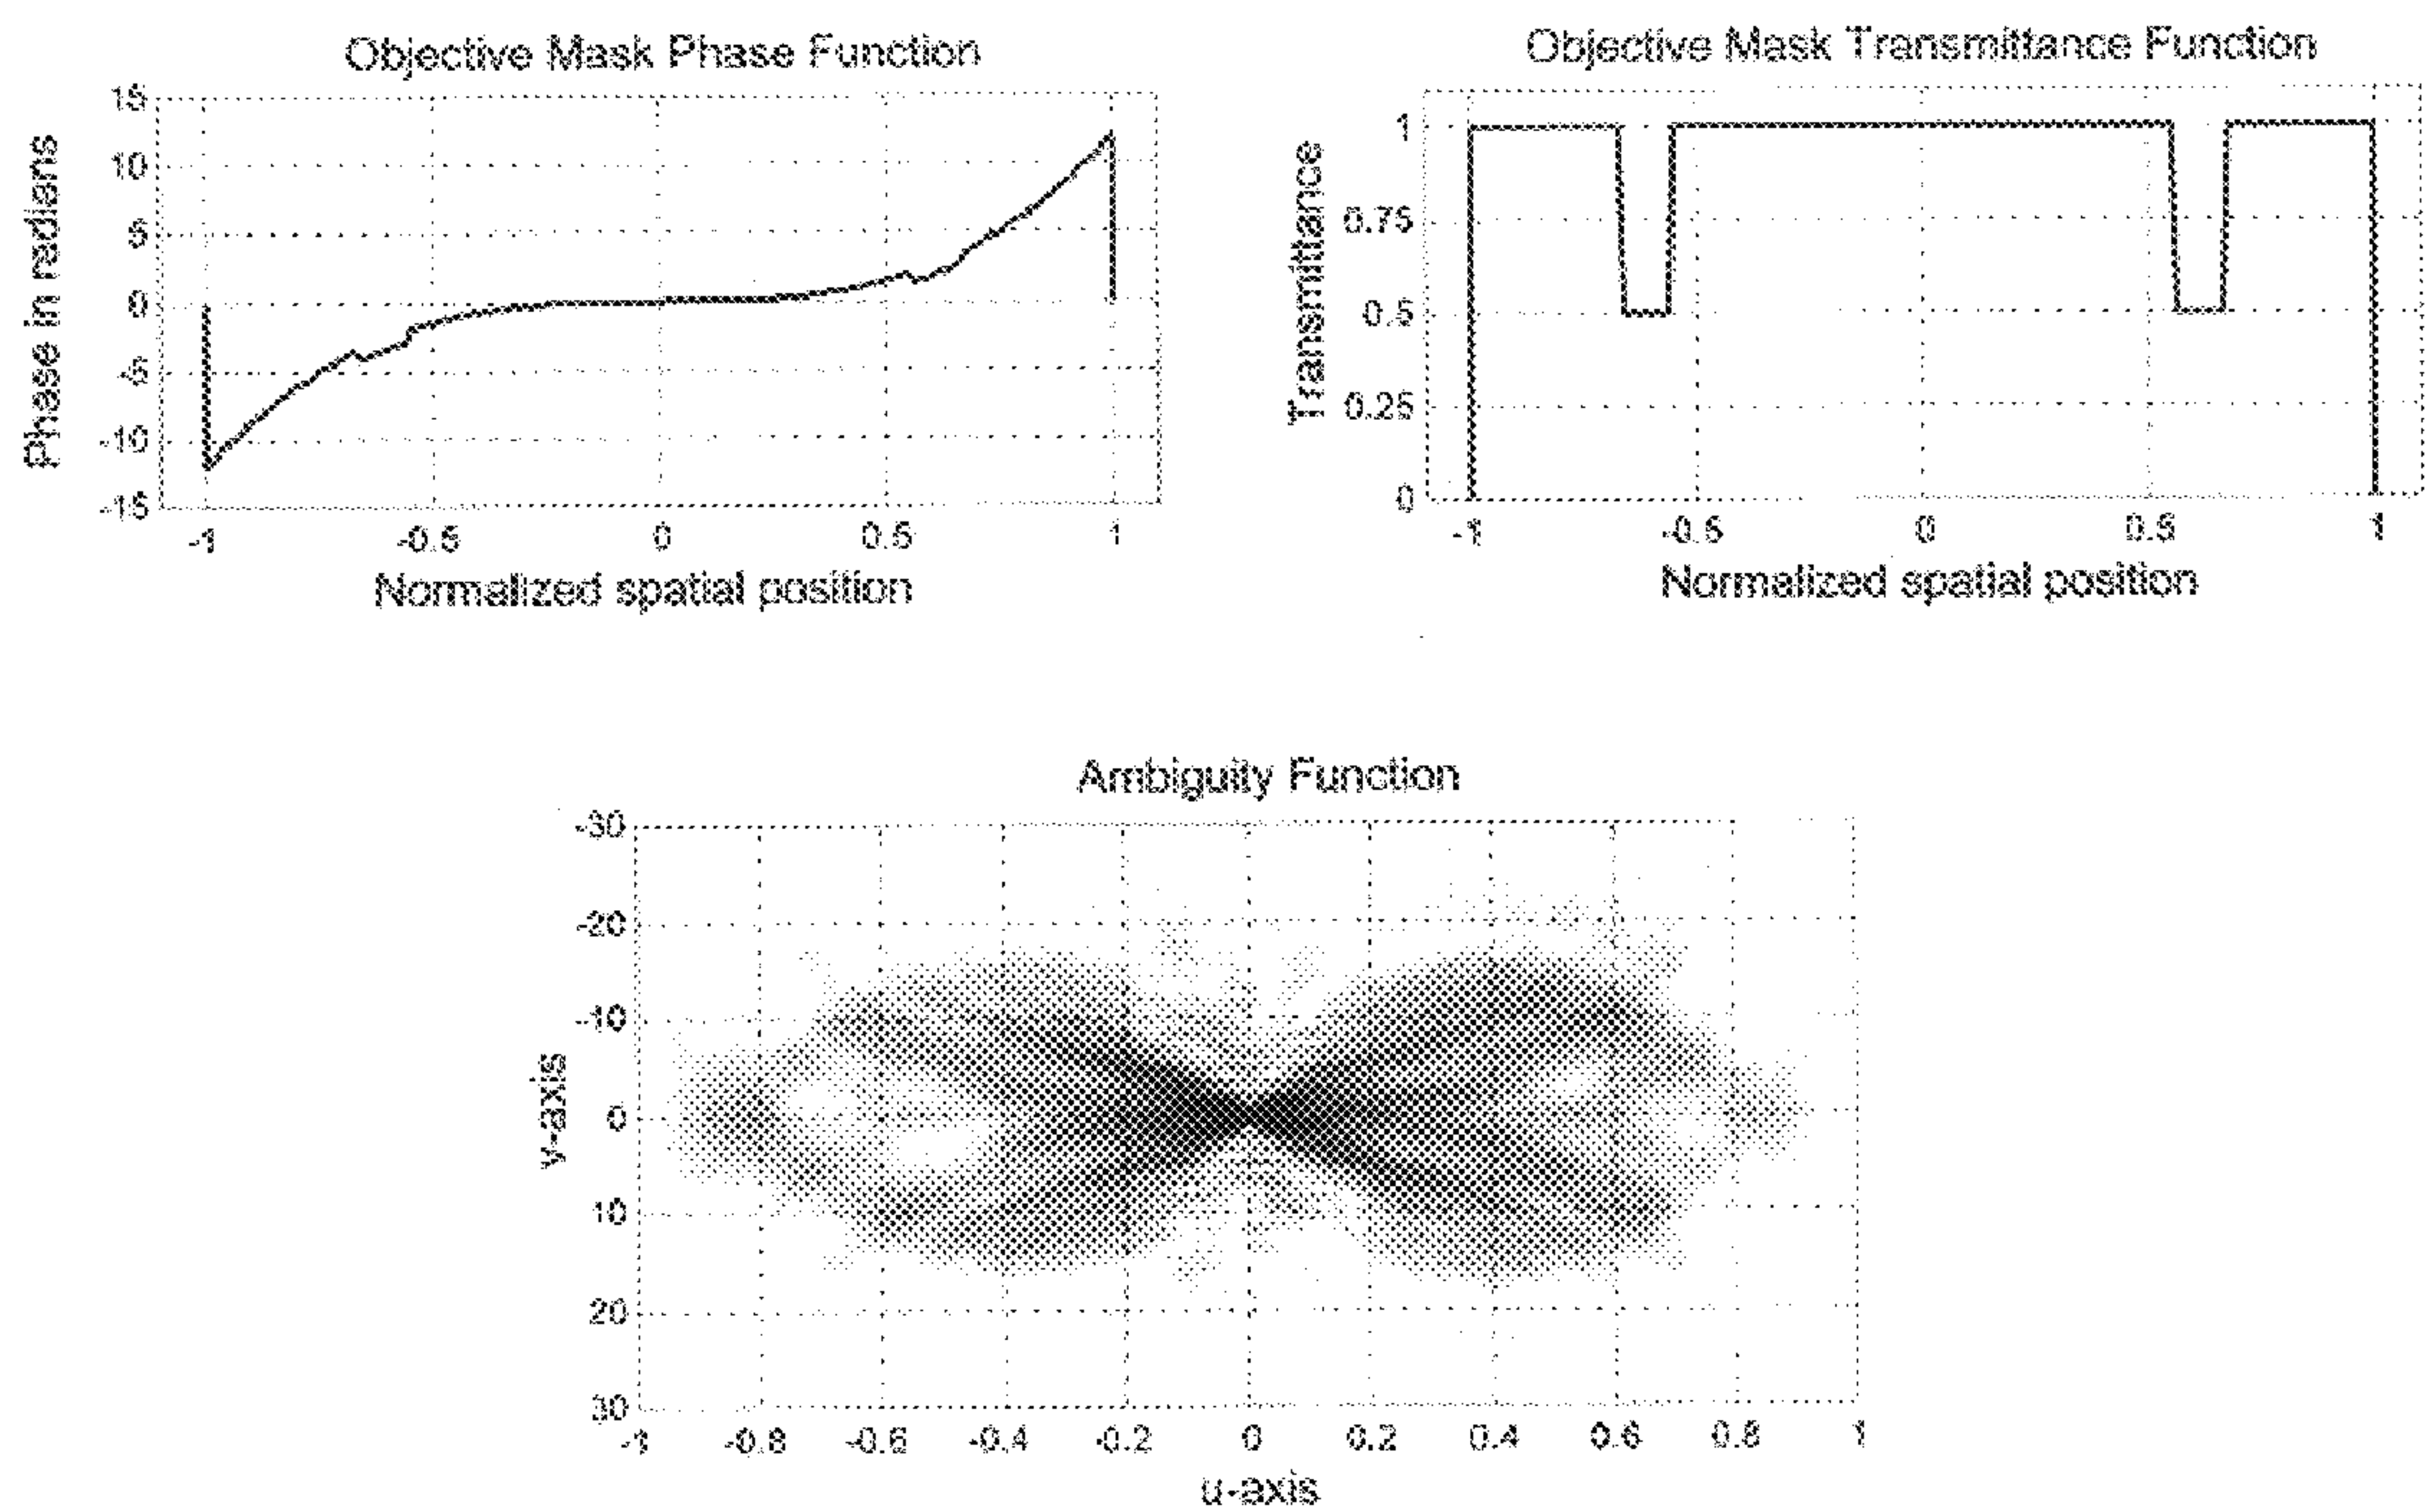 Objective Mask Phase Function
15
10
5
0
-5
-10
-15
Phase in radians
-1 -0.5 0 0.5 1
Normalized spatial position
Objective Mask Transmittance Function
1
0.75
0.5
0.25
0
Transmittance
-1 -0.5 0 0.5 1
Normalized spatial position
Ambiguity Function
-30
-20
-10
0
10
20
30
v-axis
-1 -0.8 -0.6 -0.4 -0.2 0 0.2 0.4 0.6 0.8 1
u-axis